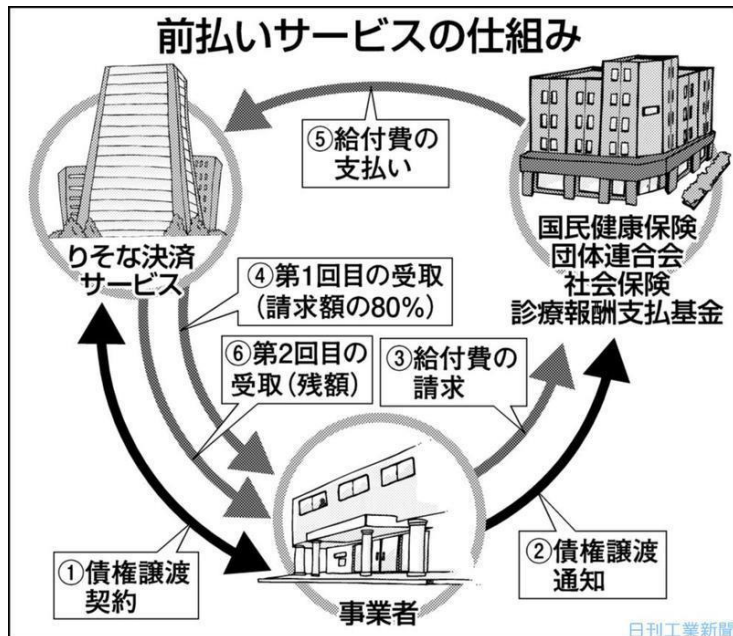 前払いサービスの仕組み
⑤給付費の
支払い
りそな決済
サービス
国民健康保険
団体連合会
社会保険
診療報酬支払基金
④第1回目の受取
(請求額の80%)
⑥第2回目の
受取(残額)
③給付費の
請求
①債権譲渡
契約
②債権譲渡
通知
事業者
日刊工業新聞